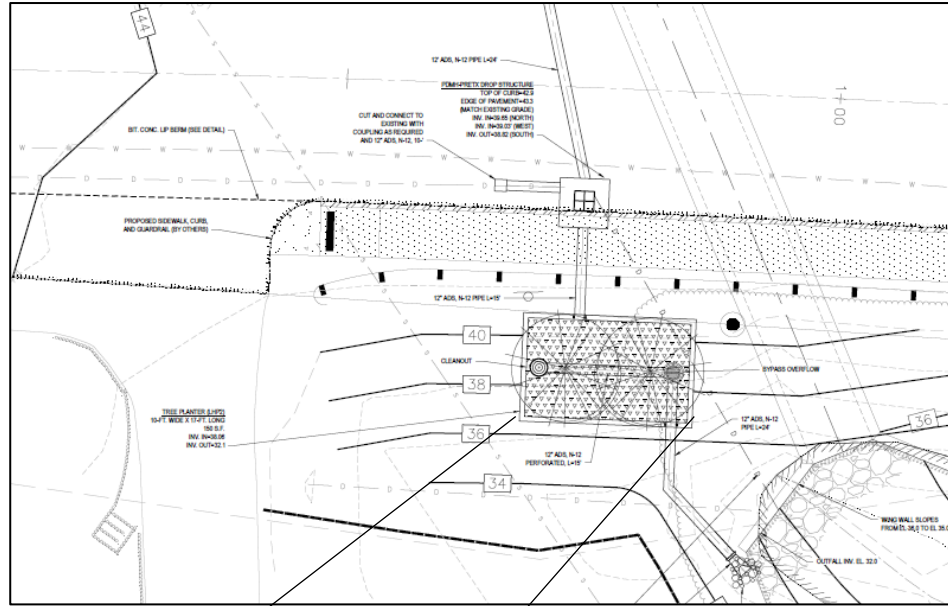 44
12" ADS, N-12 PIPE L=24'
PDMH-PRETX DROP STRUCTURE
TOP OF CURB=42.9
EDGE OF PAVEMENT=43.3
(MATCH EXISTING GRADE)
INV. IN=39.65 (NORTH)
INV. IN=39.03' (WEST)
INV. OUT=38.82 (SOUTH)
1+00
CUT AND CONNECT TO
EXISTING WITH
COUPLING AS REQUIRED
AND 12" ADS, N-12, 10-/
BIT. CONC. LIP BERM (SEE DETAIL)
W W W W W W W W
D D D D D D
PROPOSED SIDEWALK, CURB,
AND GUARDRAIL (BY OTHERS)
12" ADS, N-12 PIPE L=15'
40
CLEANOUT
BYPASS OVERFLOW
38
TREE PLANTER
10-FT. WIDE X 17-FT. LONG
150 S.F.
INV. IN=38.06
INV. OUT=32.1
36
12" ADS, N-12
PIPE L=24'
36
12" ADS, N-12
PERFORATED, L=15'
34
WING WALL SLOPES
FROM EL 38.0 TO EL 35.0
OUTFALL INV. EL. 32.0